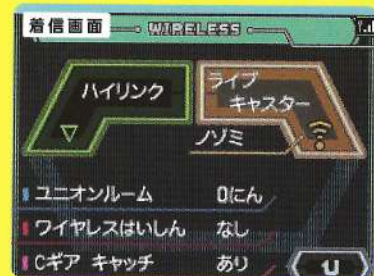 着信画面
WIRELESS
ハイリンク
ライブ
キャスター
ノゾミ
ユニオンルーム 0にん
ワイヤレスはいしん なし
Cギア キャッチ あり